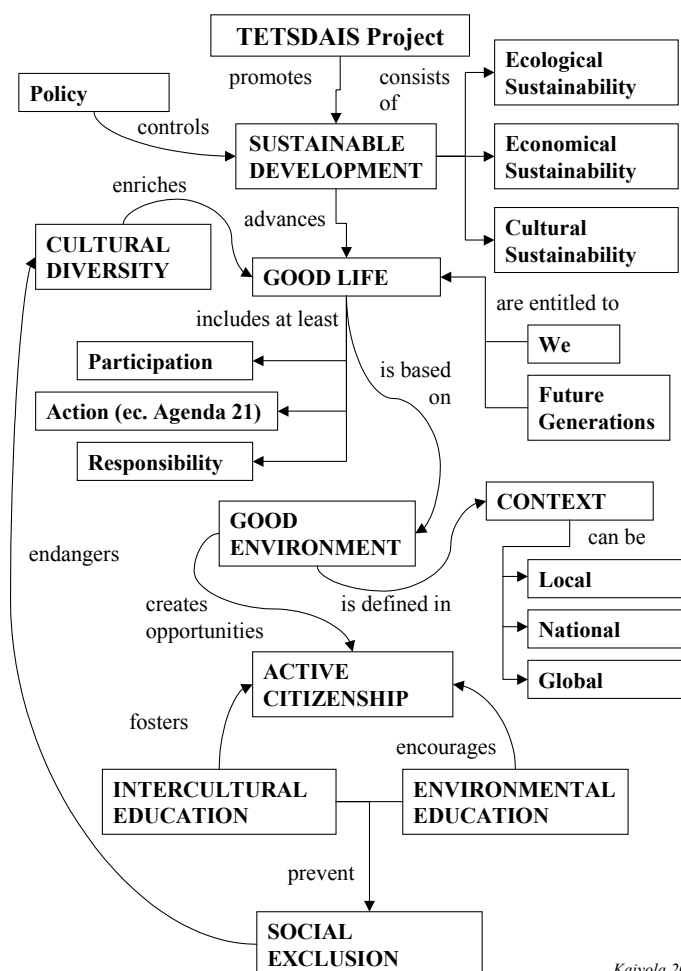 TETSDAIS Project
promotes
consists
of
Policy
controls
SUSTAINABLE
DEVELOPMENT
Ecological
Sustainability
Economical
Sustainability
Cultural
Sustainability
enriches
advances
CULTURAL
DIVERSITY
GOOD LIFE
are entitled to
We
Future
Generations
includes at least
Participation
Action (ec. Agenda 21)
Responsibility
is based
on
GOOD
ENVIRONMENT
CONTEXT
can be
Local
National
Global
is defined in
endangers
creates
opportunities
ACTIVE
CITIZENSHIP
fosters
encourages
INTERCULTURAL
EDUCATION
ENVIRONMENTAL
EDUCATION
prevent
SOCIAL
EXCLUSION
Kaivola